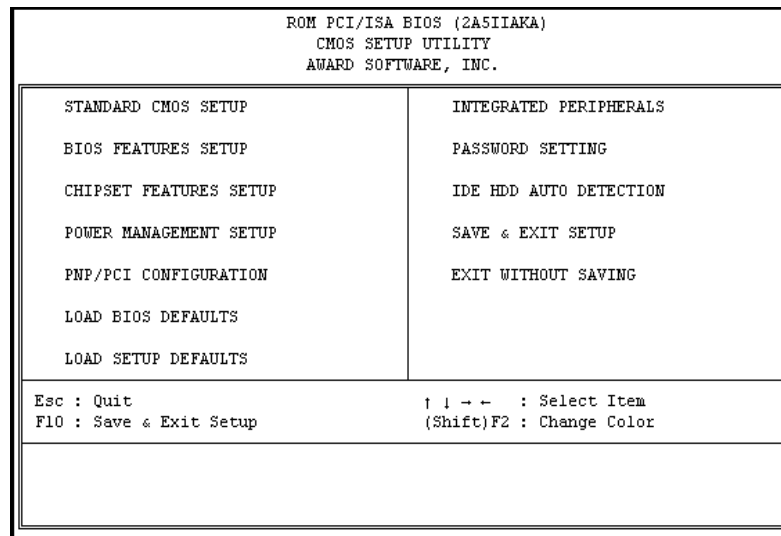 ROM PCI/ISA BIOS (2A5IIAKA)
CMOS SETUP UTILITY
AWARD SOFTWARE, INC.
STANDARD CMOS SETUP
BIOS FEATURES SETUP
CHIPSET FEATURES SETUP
POWER MANAGEMENT SETUP
PNP/PCI CONFIGURATION
LOAD BIOS DEFAULTS
LOAD SETUP DEFAULTS
INTEGRATED PERIPHERALS
PASSWORD SETTING
IDE HDD AUTO DETECTION
SAVE & EXIT SETUP
EXIT WITHOUT SAVING
Esc : Quit
F10 : Save & Exit Setup
↑ ↓ → ← : Select Item
(Shift)F2 : Change Color